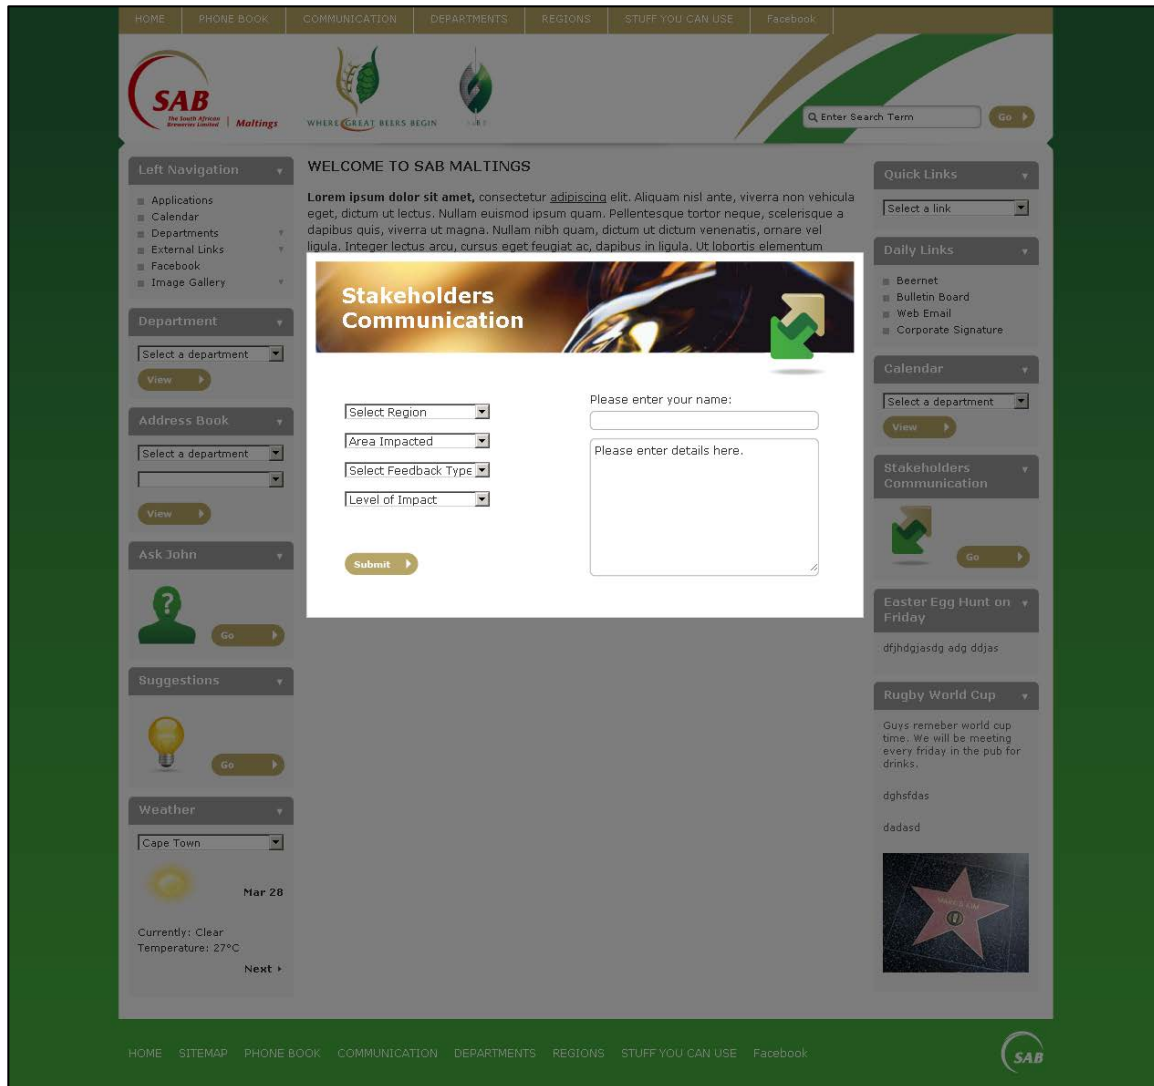 HOME PHONE BOOK COMMUNICATION DEPARTMENTS REGIONS STUFF YOU CAN USE Facebook
SAB
The South African
Breweries Limited
Maltings
WHERE GREAT BEERS BEGIN
Enter Search Term
Go
Left Navigation
Applications
Calendar
Departments
External Links
Facebook
Image Gallery
Department
Select a department
View
Address Book
Select a department
View
Ask John
?
Go
Suggestions
Go
Weather
Cape Town
Mar 28
Currently: Clear
Temperature: 27°C
Next
WELCOME TO SAB MALTINGS
Lorem ipsum dolor sit amet, consectetur adipiscing elit. Aliquam nisl ante, viverra non vehicula
eget, dictum ut lectus. Nullam euismod ipsum quam. Pellentesque tortor neque, scelerisque a
dapibus quis, viverra ut magna. Nullam nibh quam, dictum ut dictum venenatis, ornare vel
ligula. Integer lectus arcu, cursus eget feugiat ac, dapibus in ligula. Ut lobortis elementum
Stakeholders
Communication
Select Region
Area Impacted
Select Feedback Type
Level of Impact
Submit
Please enter your name:
Please enter details here.
Quick Links
Select a link
Daily Links
Beernet
Bulletin Board
Web Email
Corporate Signature
Calendar
Select a department
View
Stakeholders
Communication
Go
Easter Egg Hunt on
Friday
dfjhdgjasdg adg ddjas
Rugby World Cup
Guys remeber world cup
time. We will be meeting
every friday in the pub for
drinks.
dghsfdas
dadasd
HOME SITEMAP PHONE BOOK COMMUNICATION DEPARTMENTS REGIONS STUFF YOU CAN USE Facebook
SAB